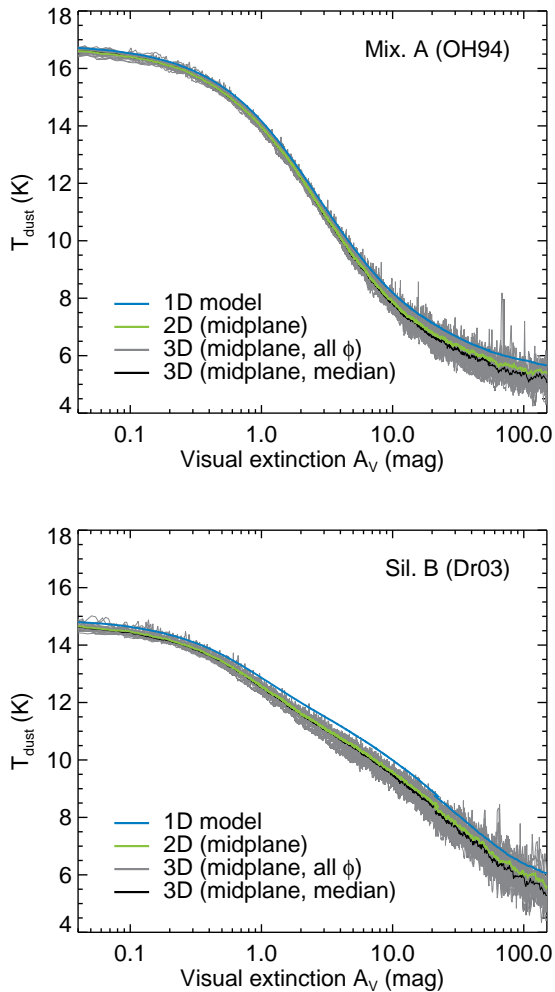 18
16
14
12
10
8
6
4
T_dust (K)
Mix. A (OH94)
1D model
2D (midplane)
3D (midplane, all ϕ)
3D (midplane, median)
0.1 1.0 10.0 100.0
Visual extinction A_V (mag)
18
16
14
12
10
8
6
4
T_dust (K)
Sil. B (Dr03)
1D model
2D (midplane)
3D (midplane, all ϕ)
3D (midplane, median)
0.1 1.0 10.0 100.0
Visual extinction A_V (mag)